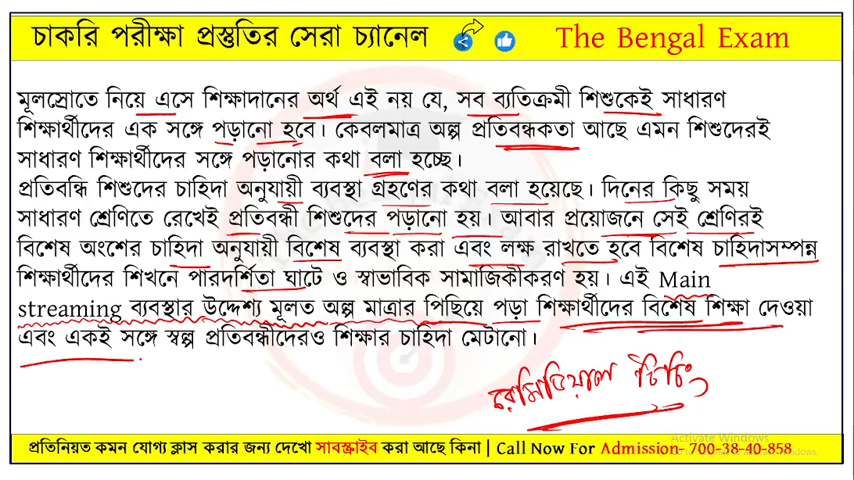 চাকরি পরীক্ষা প্রস্তুতির সেরা চ্যানেল The Bengal Exam
মূলস্রোতে নিয়ে এসে শিক্ষাদানের অর্থ এই নয় যে, সব ব্যতিক্রমী শিশুকেই সাধারণ
শিক্ষার্থীদের এক সঙ্গে পড়ানো হবে। কেবলমাত্র অল্প প্রতিবন্ধকতা আছে এমন শিশুদেরই
সাধারণ শিক্ষার্থীদের সঙ্গে পড়ানোর কথা বলা হচ্ছে।
প্রতিবন্ধি শিশুদের চাহিদা অনুযায়ী ব্যবস্থা গ্রহণের কথা বলা হয়েছে। দিনের কিছু সময়
সাধারণ শ্রেণিতে রেখেই প্রতিবন্ধী শিশুদের পড়ানো হয়। আবার প্রয়োজনে সেই শ্রেণিরই
বিশেষ অংশের চাহিদা অনুযায়ী বিশেষ ব্যবস্থা করা এবং লক্ষ রাখতে হবে বিশেষ চাহিদাসম্পন্ন
শিক্ষার্থীদের শিখনে পারদর্শিতা ঘাটে ও স্বাভাবিক সামাজিকীকরণ হয়। এই Main
streaming ব্যবস্থার উদ্দেশ্য মূলত অল্প মাত্রার পিছিয়ে পড়া শিক্ষার্থীদের বিশেষ শিক্ষা দেওয়া
এবং একই সঙ্গে স্বল্প প্রতিবন্ধীদেরও শিক্ষার চাহিদা মেটানো।
রেমিডিয়াল টিচিং
Activate Windows
প্রতিনিয়ত কমন যোগ্য ক্লাস করার জন্য দেখো সাবস্ক্রাইব করা আছে কিনা | Call Now For Admission- 700-38-40-858